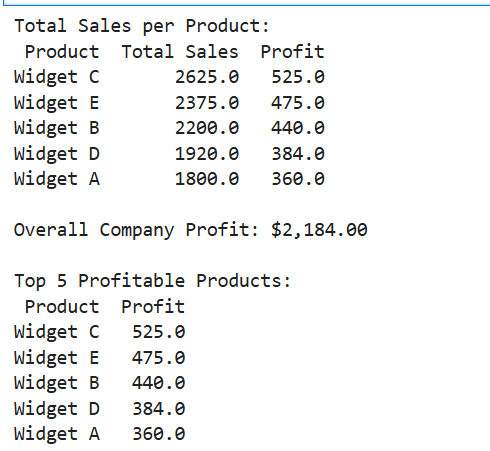 Total Sales per Product:
Product Total Sales Profit
Widget C 2625.0 525.0
Widget E 2375.0 475.0
Widget B 2200.0 440.0
Widget D 1920.0 384.0
Widget A 1800.0 360.0
Overall Company Profit: $2,184.00
Top 5 Profitable Products:
Product Profit
Widget C 525.0
Widget E 475.0
Widget B 440.0
Widget D 384.0
Widget A 360.0